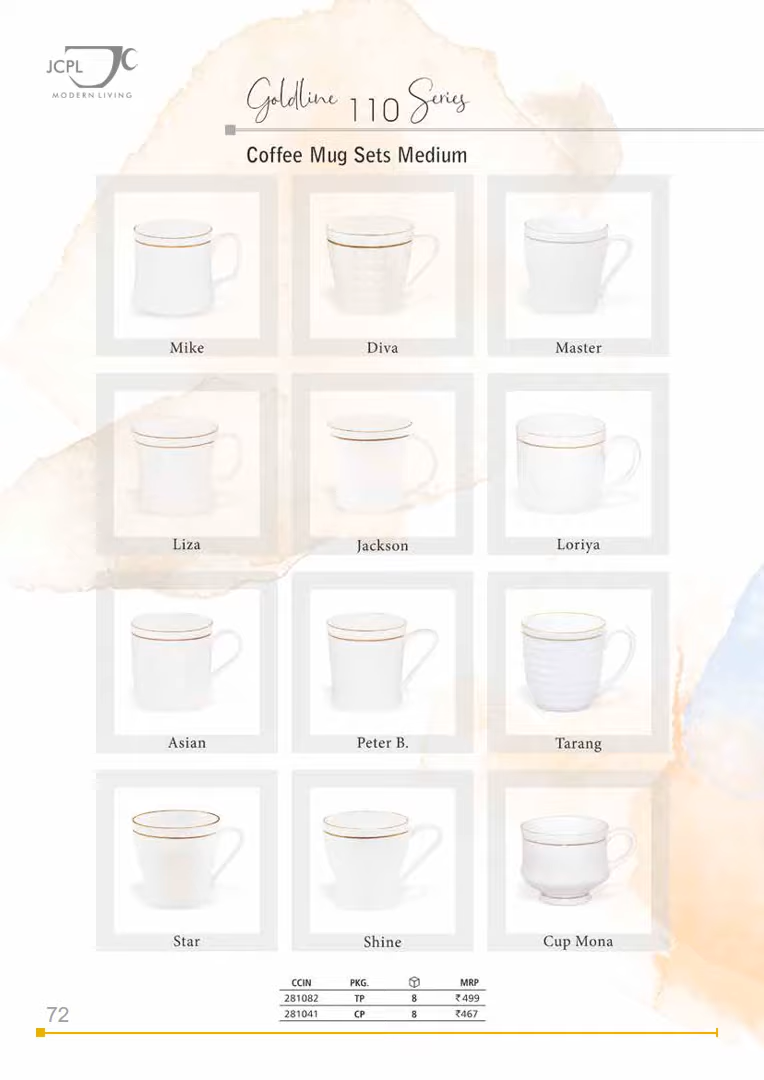 JCPL
MODERN LIVING
Goldline 110 Series
Coffee Mug Sets Medium
Mike Diva Master
Liza Jackson Loriya
Asian Peter B. Tarang
Star Shine Cup Mona
CCIN PKG. MRP
281082 TP 8 ₹499
281041 CP 8 ₹467
72